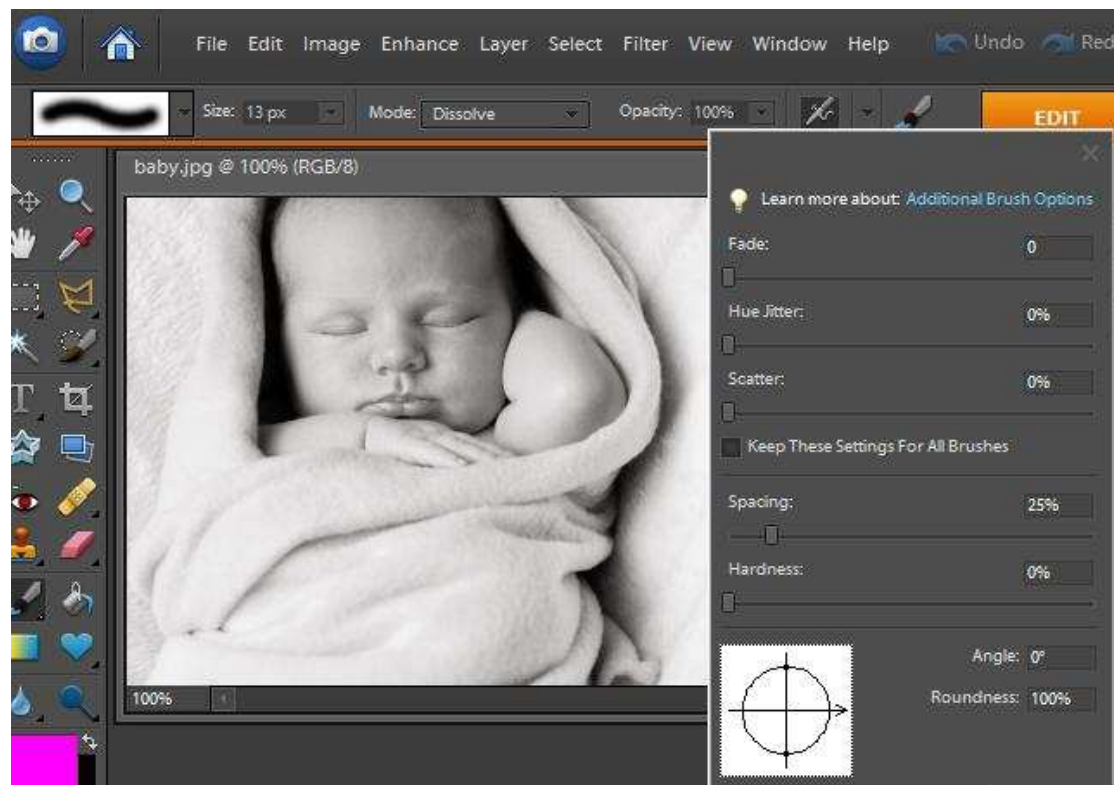 File Edit Image Enhance Layer Select Filter View Window Help Undo
Size: 13 px Mode: Dissolve Opacity: 100% EDIT
baby.jpg @ 100% (RGB/8)
Learn more about: Additional Brush Options
Fade: 0
Hue Jitter: 0%
Scatter: 0%
Keep These Settings For All Brushes
Spacing: 25%
Hardness: 0%
Angle: 0°
Roundness: 100%
100%